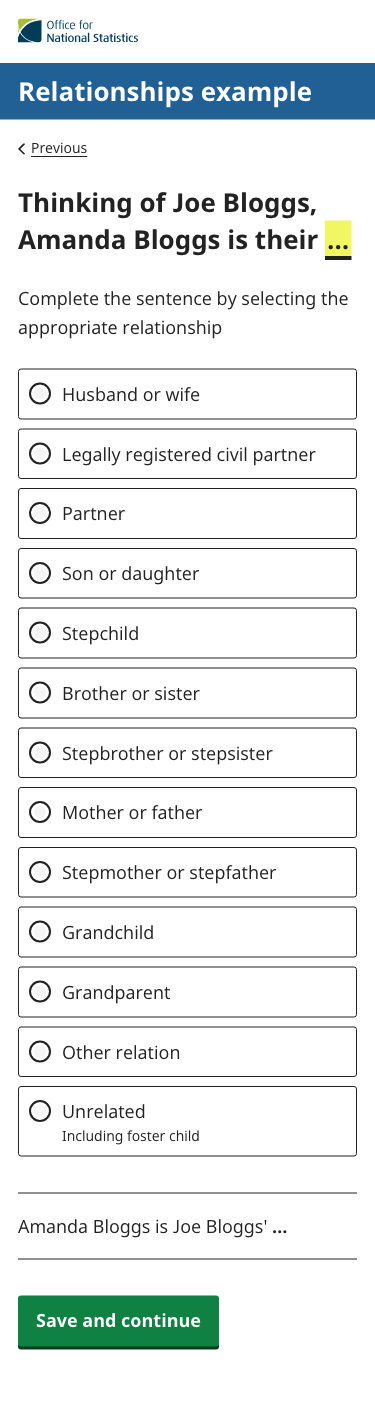 Office for
National Statistics
Relationships example
Previous
Thinking of Joe Bloggs,
Amanda Bloggs is their ...
Complete the sentence by selecting the
appropriate relationship
Husband or wife
Legally registered civil partner
Partner
Son or daughter
Stepchild
Brother or sister
Stepbrother or stepsister
Mother or father
Stepmother or stepfather
Grandchild
Grandparent
Other relation
Unrelated
Including foster child
Amanda Bloggs is Joe Bloggs' ...
Save and continue